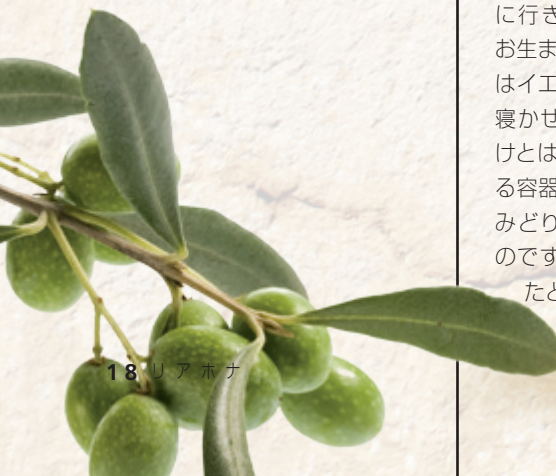 に行き
お生ま
はイエ
寝かせ
けとは
る容器
みどり
のです
たと
18 リアホナ